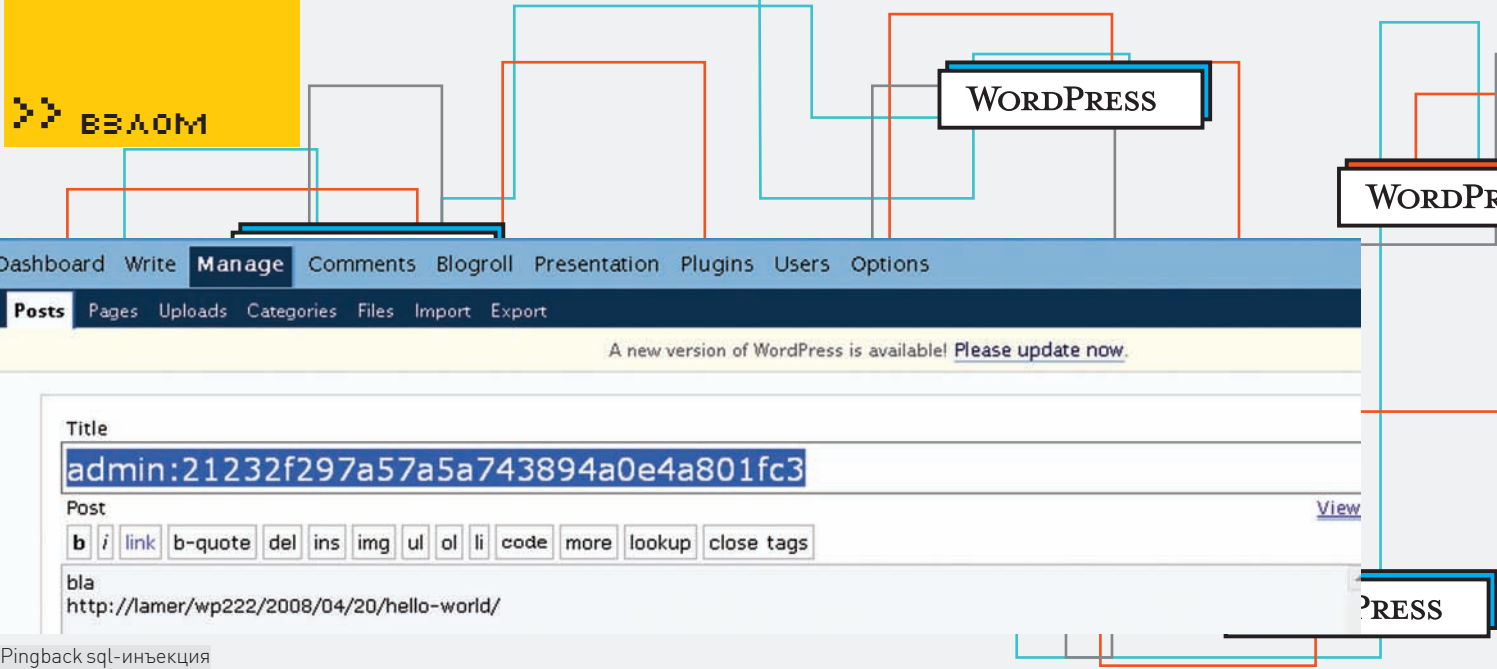 >> ВЗЛОМ
WORDPRESS
WORDPR
Dashboard Write Manage Comments Blogroll Presentation Plugins Users Options
Posts Pages Uploads Categories Files Import Export
A new version of WordPress is available! Please update now.
Title
admin:21232f297a57a5a743894a0e4a801fc3
Post
View
b i link b-quote del ins img ul ol li code more lookup close tags
bla
http://lamer/wp222/2008/04/20/hello-world/
PRESS
Pingback sql-инъекция